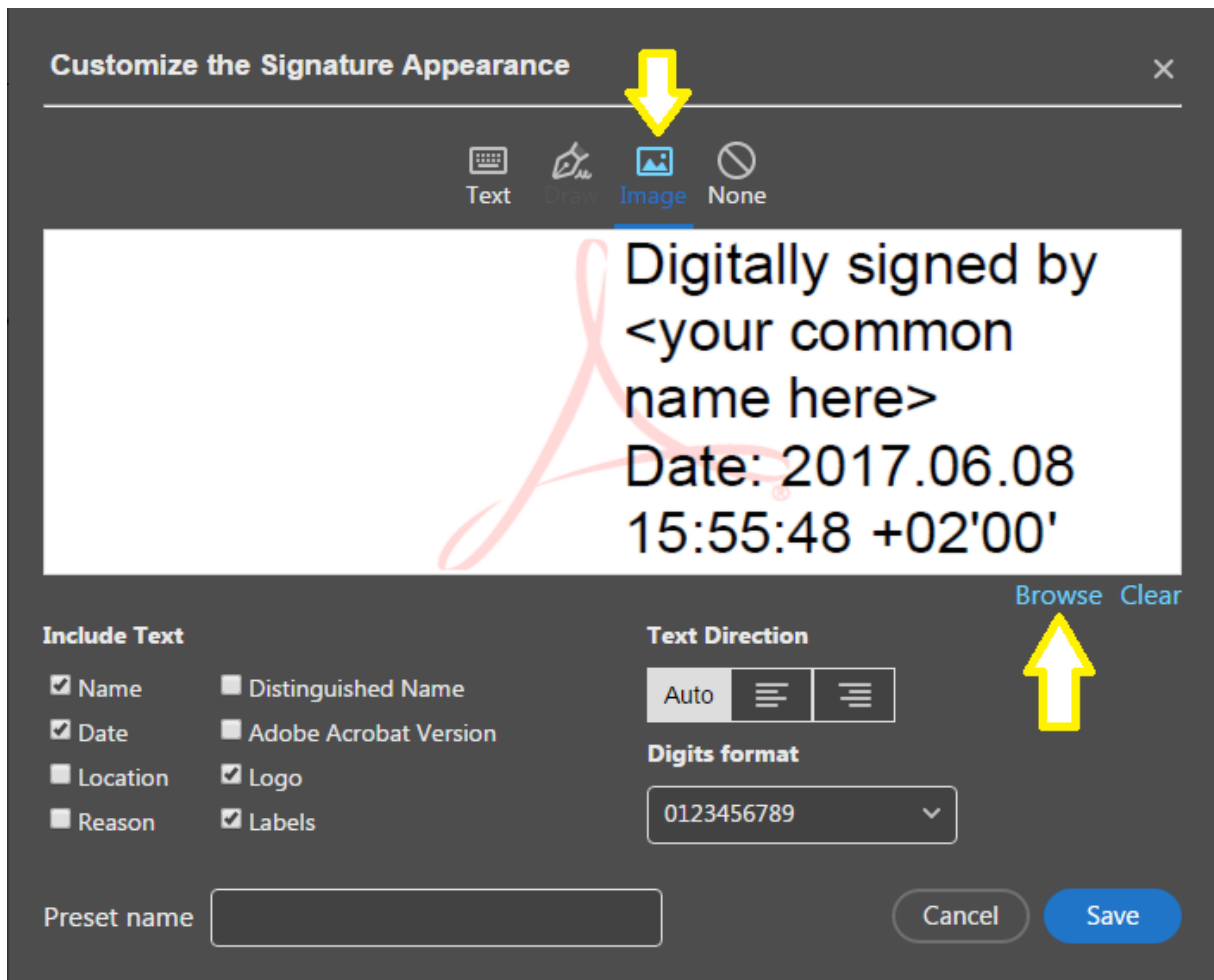 Customize the Signature Appearance
Text Draw Image None
Digitally signed by
<your common
name here>
Date: 2017.06.08
15:55:48 +02'00'
®
Browse Clear
Include Text
Name
Distinguished Name
Date
Adobe Acrobat Version
Location
Logo
Reason
Labels
Text Direction
Auto
Digits format
0123456789
Preset name
Cancel
Save